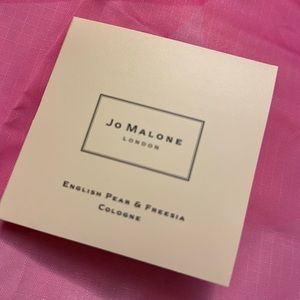 Jo Malone
London
English Pear & Freesia
Cologne